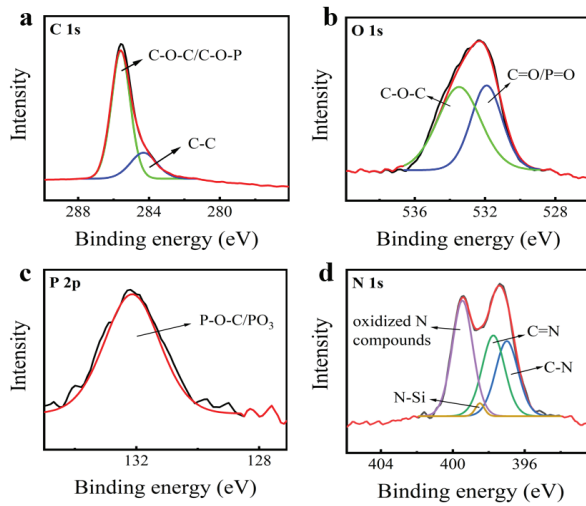 a
C 1s
C-O-C/C-O-P
C-C
Intensity
288
284
280
Binding energy (eV)
b
O 1s
C-O-C
C=O/P=O
Intensity
536
532
528
Binding energy (eV)
c
P 2p
P-O-C/PO₃
Intensity
132
128
Binding energy (eV)
d
N 1s
oxidized N
compounds
C=N
C-N
N-Si
Intensity
404
400
396
Binding energy (eV)